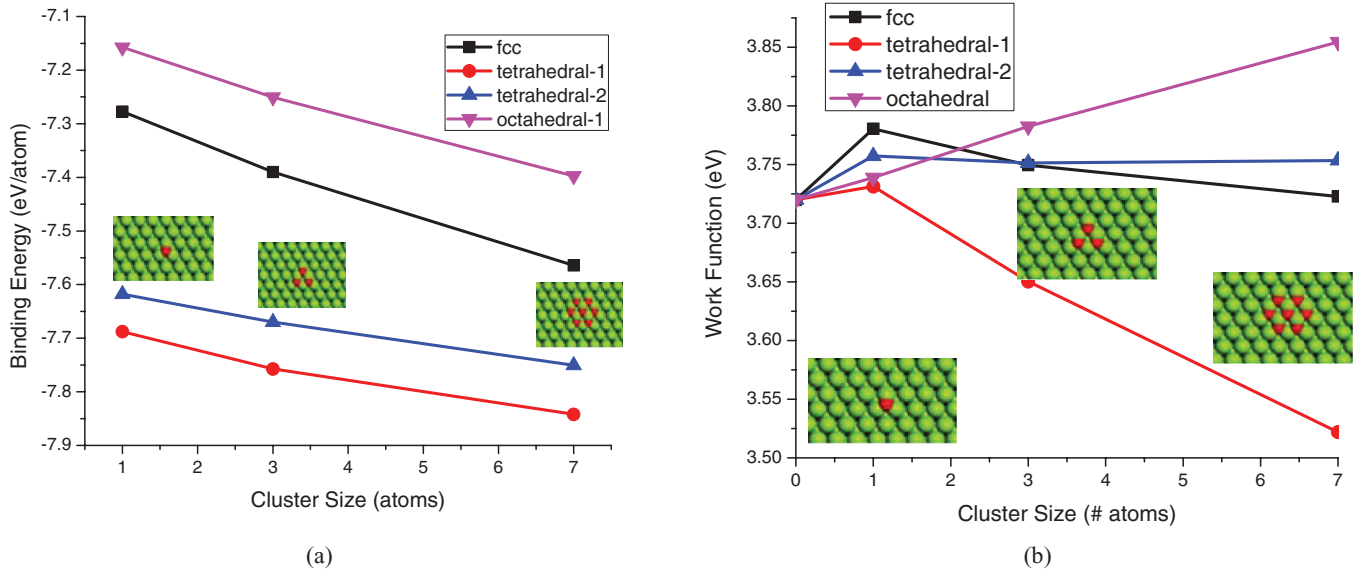 -7.1
-7.2
-7.3
-7.4
-7.5
-7.6
-7.7
-7.8
-7.9
Binding Energy (eV/atom)
fcc
tetrahedral-1
tetrahedral-2
octahedral-1
1 2 3 4 5 6 7
Cluster Size (atoms)
(a)
3.85
3.80
3.75
3.70
3.65
3.60
3.55
3.50
Work Function (eV)
fcc
tetrahedral-1
tetrahedral-2
octahedral
0 1 2 3 4 5 6 7
Cluster Size (# atoms)
(b)